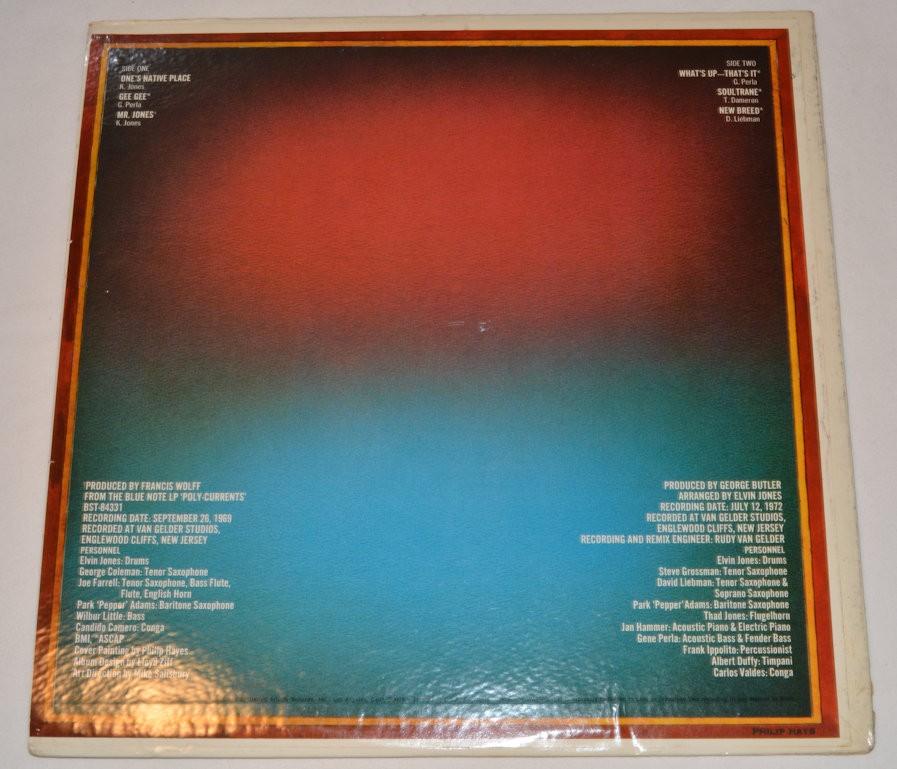 SIDE ONE
ONE'S NATIVE PLACE
K. Jones
GEE GEE*
G. Perla
MR. JONES'
K. Jones
SIDE TWO
WHAT'S UP—THAT'S IT*
G. Perla
SOULTRANE*
T. Dameron
NEW BREED*
D. Liebman
'PRODUCED BY FRANCIS WOLFF
FROM THE BLUE NOTE LP 'POLY-CURRENTS'
BST-84331
RECORDING DATE: SEPTEMBER 26, 1969
RECORDED AT VAN GELDER STUDIOS,
ENGLEWOOD CLIFFS, NEW JERSEY
PERSONNEL
Elvin Jones: Drums
George Coleman: Tenor Saxophone
Joe Farrell: Tenor Saxophone, Bass Flute,
Flute, English Horn
Park 'Pepper' Adams: Baritone Saxophone
Wilbur Little: Bass
Candido Camero: Conga
BMI, *ASCAP
Cover Painting by Philip Hayes
Album Design by Lloyd Ziff
Art Direction by Mike Salisbury
PRODUCED BY GEORGE BUTLER
ARRANGED BY ELVIN JONES
RECORDING DATE: JULY 12, 1972
RECORDED AT VAN GELDER STUDIOS,
ENGLEWOOD CLIFFS, NEW JERSEY
RECORDING AND REMIX ENGINEER: RUDY VAN GELDER
PERSONNEL
Elvin Jones: Drums
Steve Grossman: Tenor Saxophone
David Liebman: Tenor Saxophone &
Soprano Saxophone
Park 'Pepper' Adams: Baritone Saxophone
Thad Jones: Flugelhorn
Jan Hammer: Acoustic Piano & Electric Piano
Gene Perla: Acoustic Bass & Fender Bass
Frank Ippolito: Percussionist
Albert Duffy: Timpani
Carlos Valdes: Conga
PHILIP HAYS